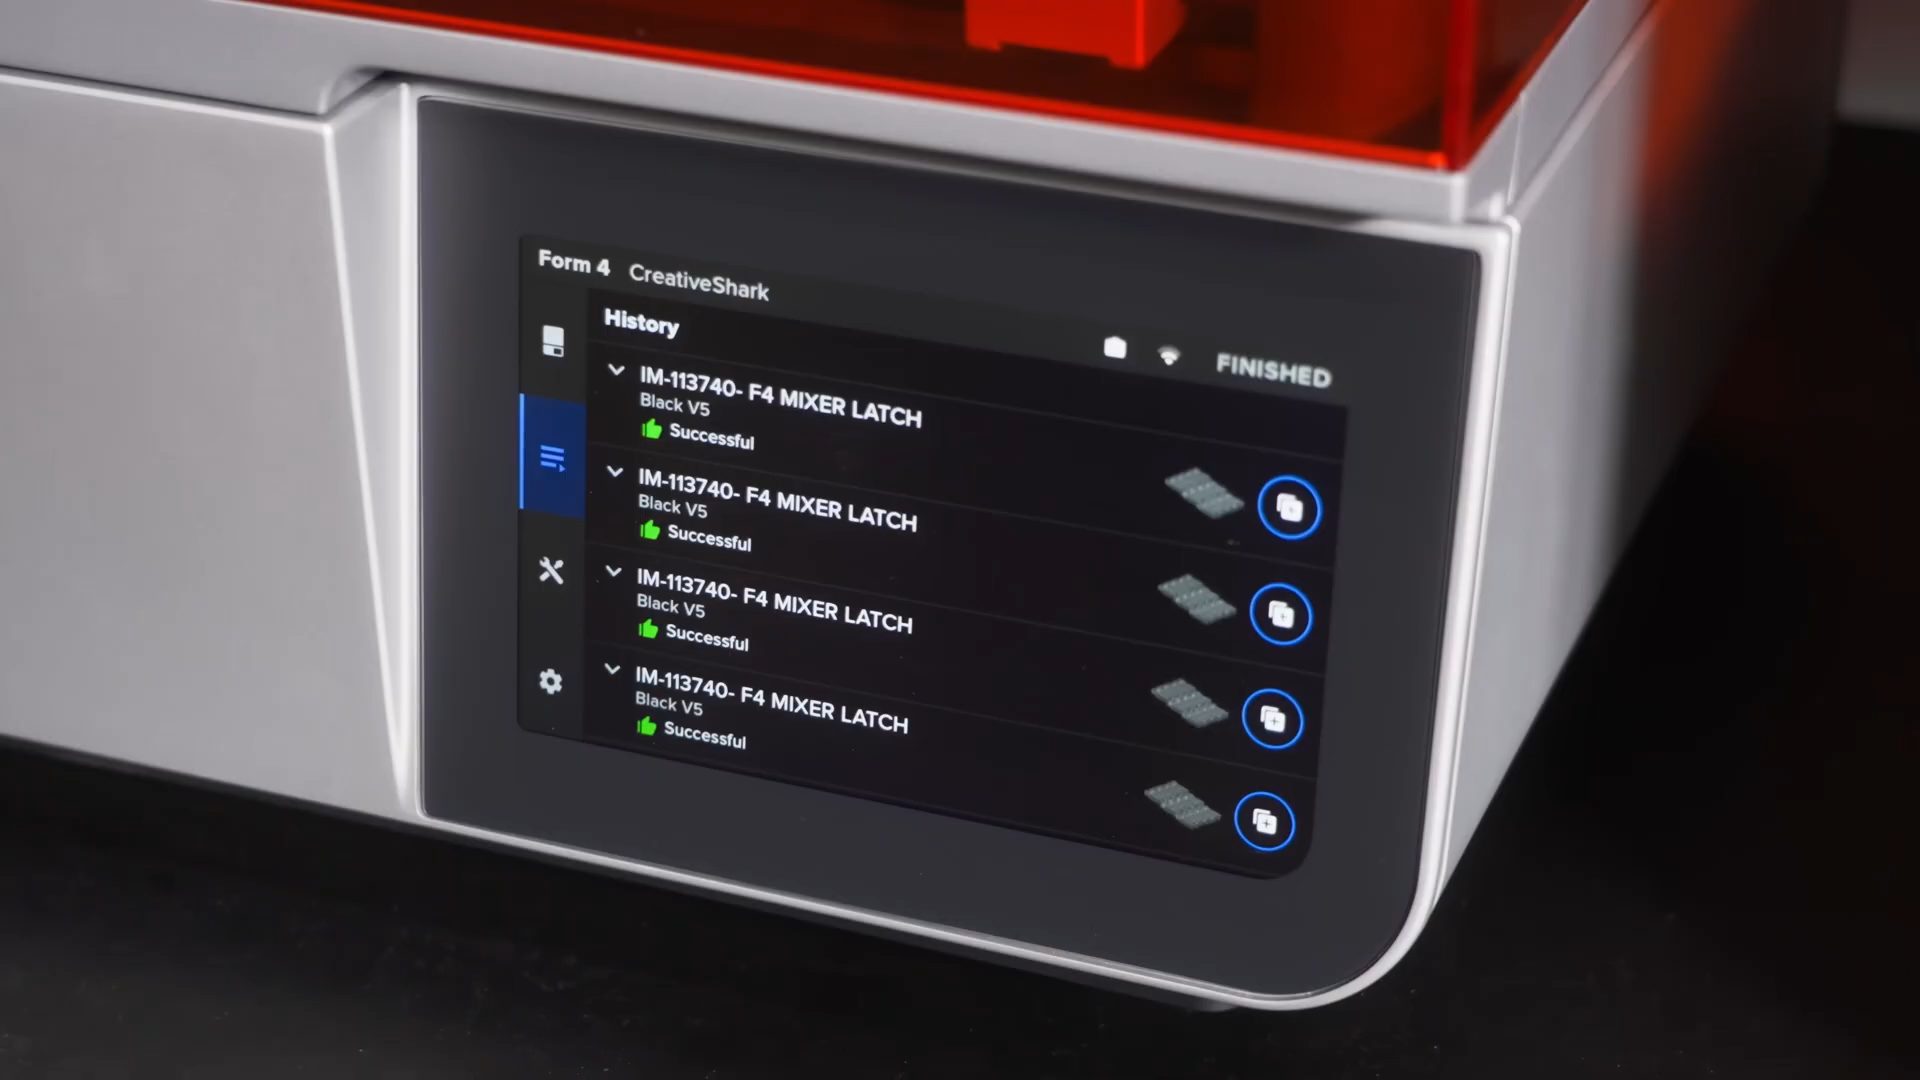 Form 4 CreativeShark
FINISHED
History
IM-113740- F4 MIXER LATCH
Black V5
Successful
IM-113740- F4 MIXER LATCH
Black V5
Successful
IM-113740- F4 MIXER LATCH
Black V5
Successful
IM-113740- F4 MIXER LATCH
Black V5
Successful